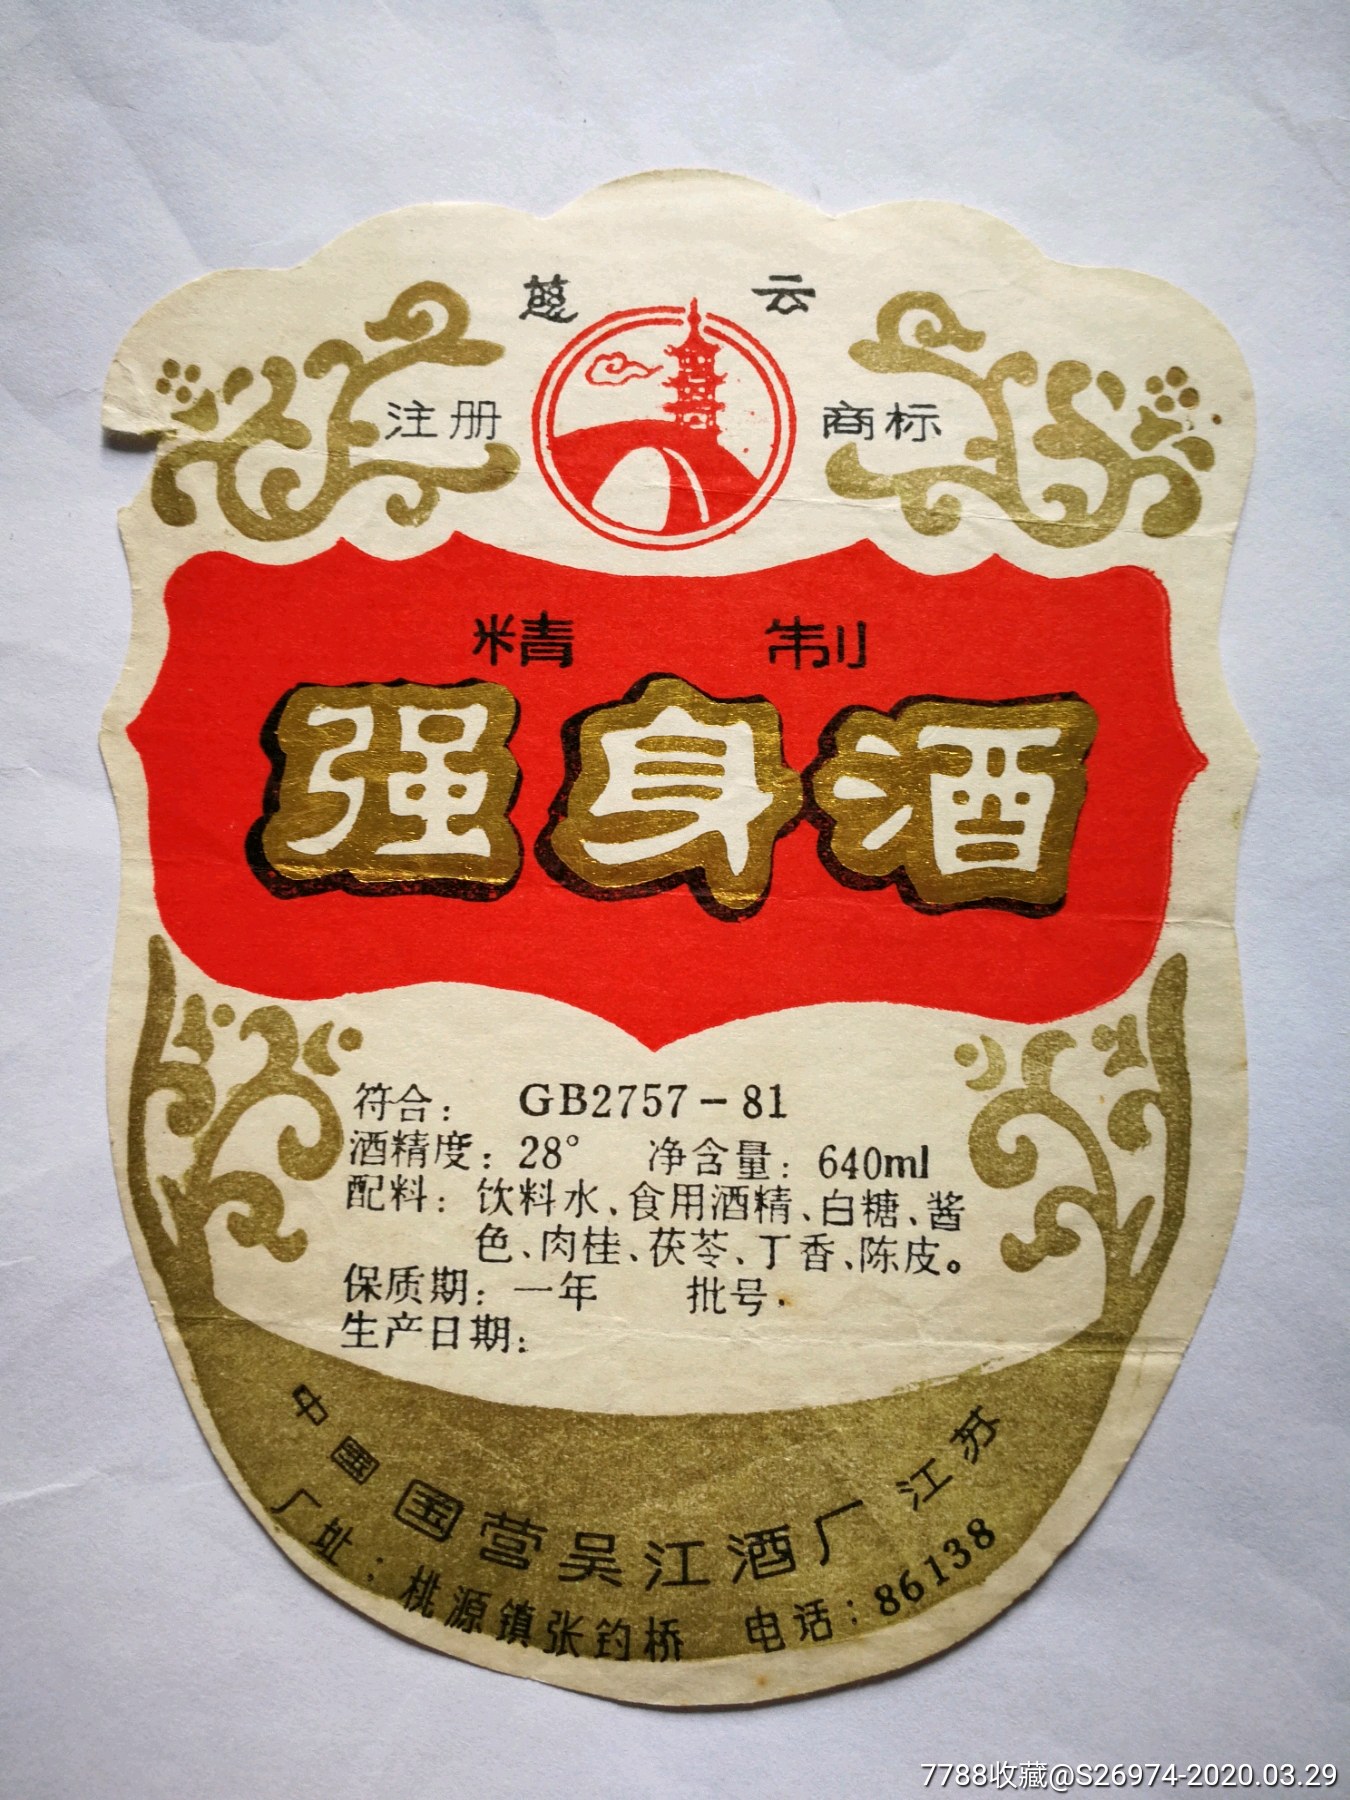 慈云
注册 商标
精制
强身酒
符合: GB2757-81
酒精度: 28° 净含量: 640ml
配料: 饮料水、食用酒精、白糖、酱
色、肉桂、茯苓、丁香、陈皮。
保质期: 一年 批号.
生产日期:
中国 国营吴江酒厂 江苏
厂址: 桃源镇张钓桥 电话: 86138
7788收藏@S26974-2020.03.29